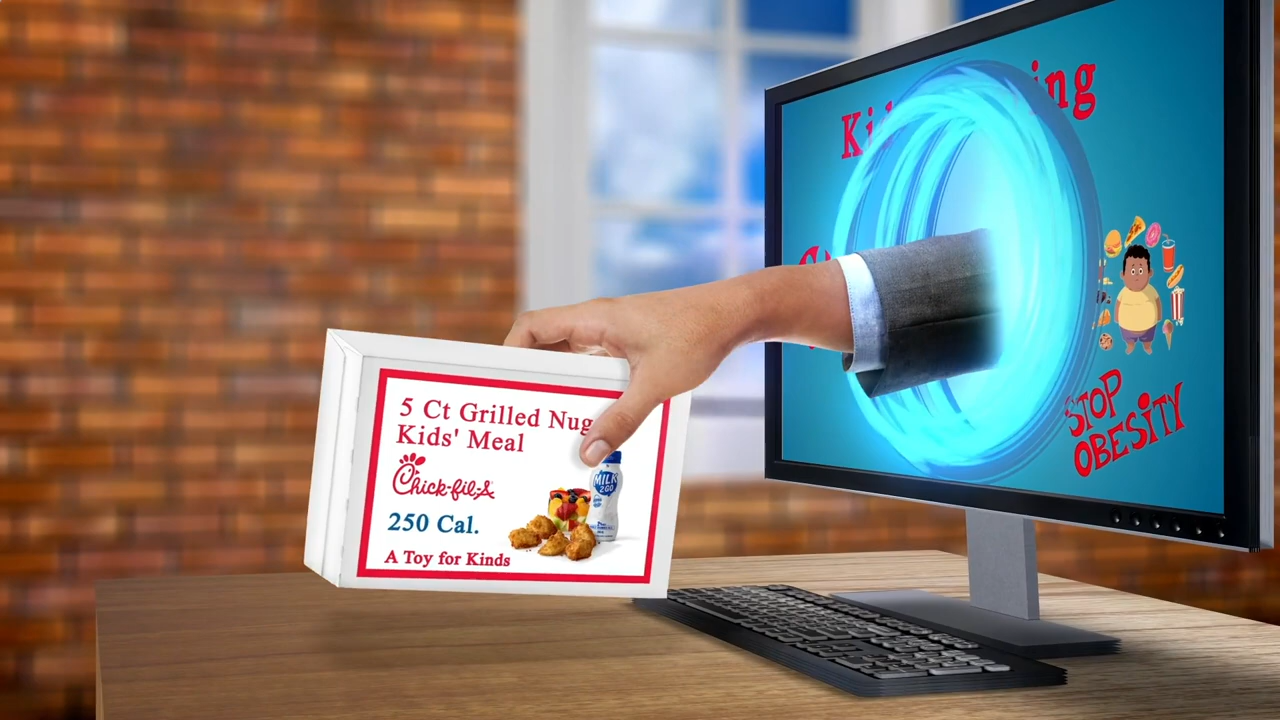 5 Ct Grilled Nug
Kids' Meal
Chick-fil-A
250 Cal.
A Toy for Kinds
MILK
2GO
STOP
OBESITY